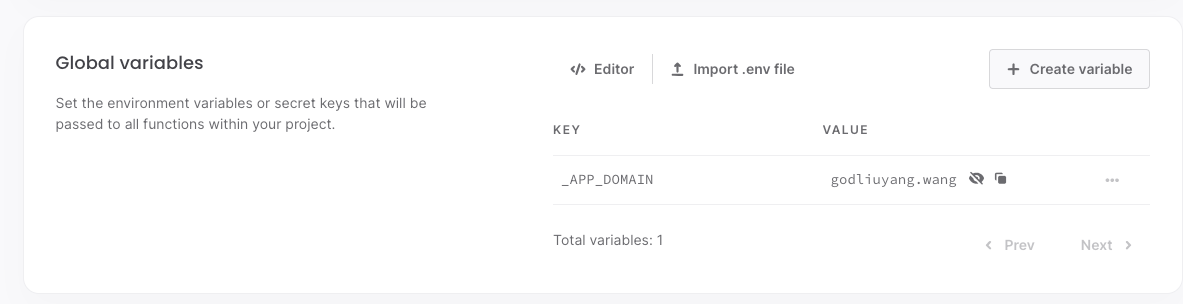 Global variables
Set the environment variables or secret keys that will be
passed to all functions within your project.
Editor
Import .env file
Create variable
KEY VALUE
_APP_DOMAIN godliuyang.wang
Total variables: 1
Prev Next